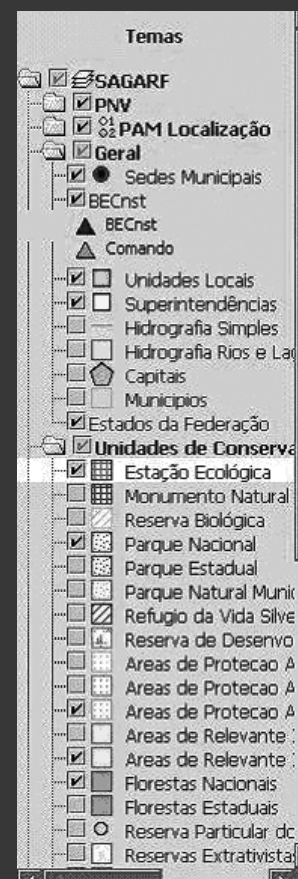 Temas
SAGARF
PNV
01 02 PAM Localização
Geral
Sedes Municipais
BECnst
BECnst
Comando
Unidades Locais
Superintendências
Hidrografia Simples
Hidrografia Rios e La
Capitais
Municipios
Estados da Federação
Unidades de Conserva
Estação Ecológica
Monumento Natural
Reserva Biológica
Parque Nacional
Parque Estadual
Parque Natural Munic
Refugio da Vida Silve
Reserva de Desenvo
Areas de Protecao A
Areas de Protecao A
Areas de Protecao A
Areas de Relevante
Areas de Relevante
Florestas Nacionais
Florestas Estaduais
Reserva Particular do
Reservas Extrativista